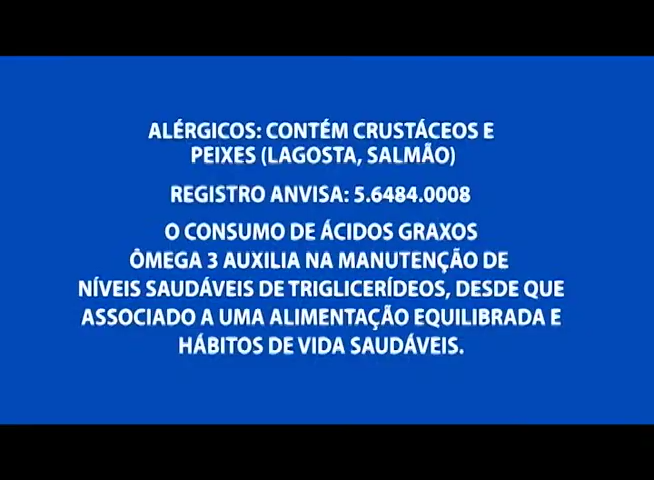 ALÉRGICOS: CONTÉM CRUSTÁCEOS E
PEIXES (LAGOSTA, SALMÃO)
REGISTRO ANVISA: 5.6484.0008
O CONSUMO DE ÁCIDOS GRAXOS
ÔMEGA 3 AUXILIA NA MANUTENÇÃO DE
NÍVEIS SAUDÁVEIS DE TRIGLICERÍDEOS, DESDE QUE
ASSOCIADO A UMA ALIMENTAÇÃO EQUILIBRADA E
HÁBITOS DE VIDA SAUDÁVEIS.